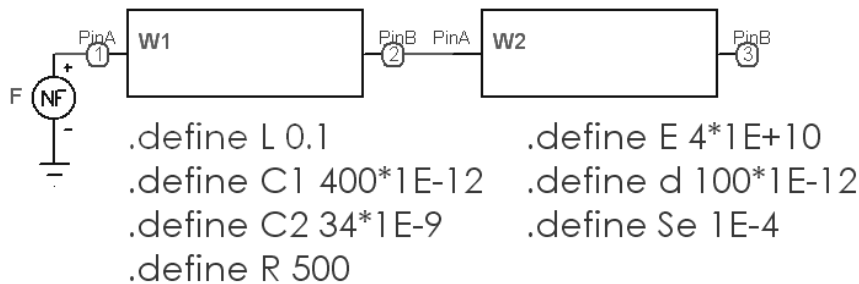 PinA W1 PinB PinA W2 PinB
1 2 3
F NF
+
-
.define L 0.1
.define C1 400*1E-12
.define C2 34*1E-9
.define R 500
.define E 4*1E+10
.define d 100*1E-12
.define Se 1E-4